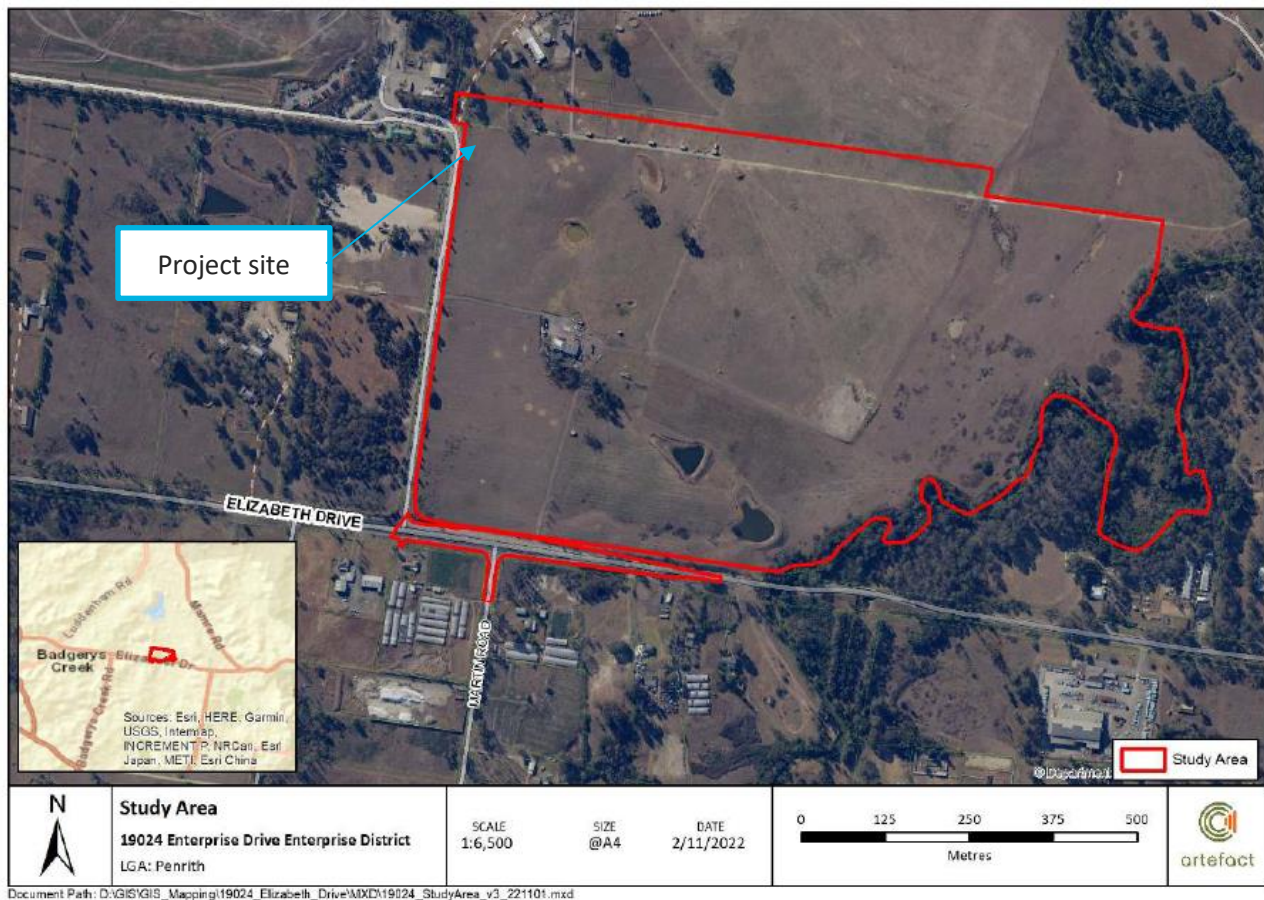 Project site
ELIZABETH DRIVE
MARTIN ROAD
Luddenham Rd
Mamre Rd
Badgerys
Creek
Elizabeth Dr
Badgerys Creek Rd
Sources: Esri, HERE, Garmin,
USGS, Intermap,
INCREMENT P, NRCan, Esri
Japan, METI, Esri China
©Departmen
Study Area
N
Study Area
19024 Enterprise Drive Enterprise District
LGA: Penrith
SCALE
1:6,500
SIZE
@A4
DATE
2/11/2022
0 125 250 375 500
Metres
artefact
Document Path: D:\GIS\GIS_Mapping\19024_Elizabeth_Drive\MXD\19024_StudyArea_v3_221101.mxd